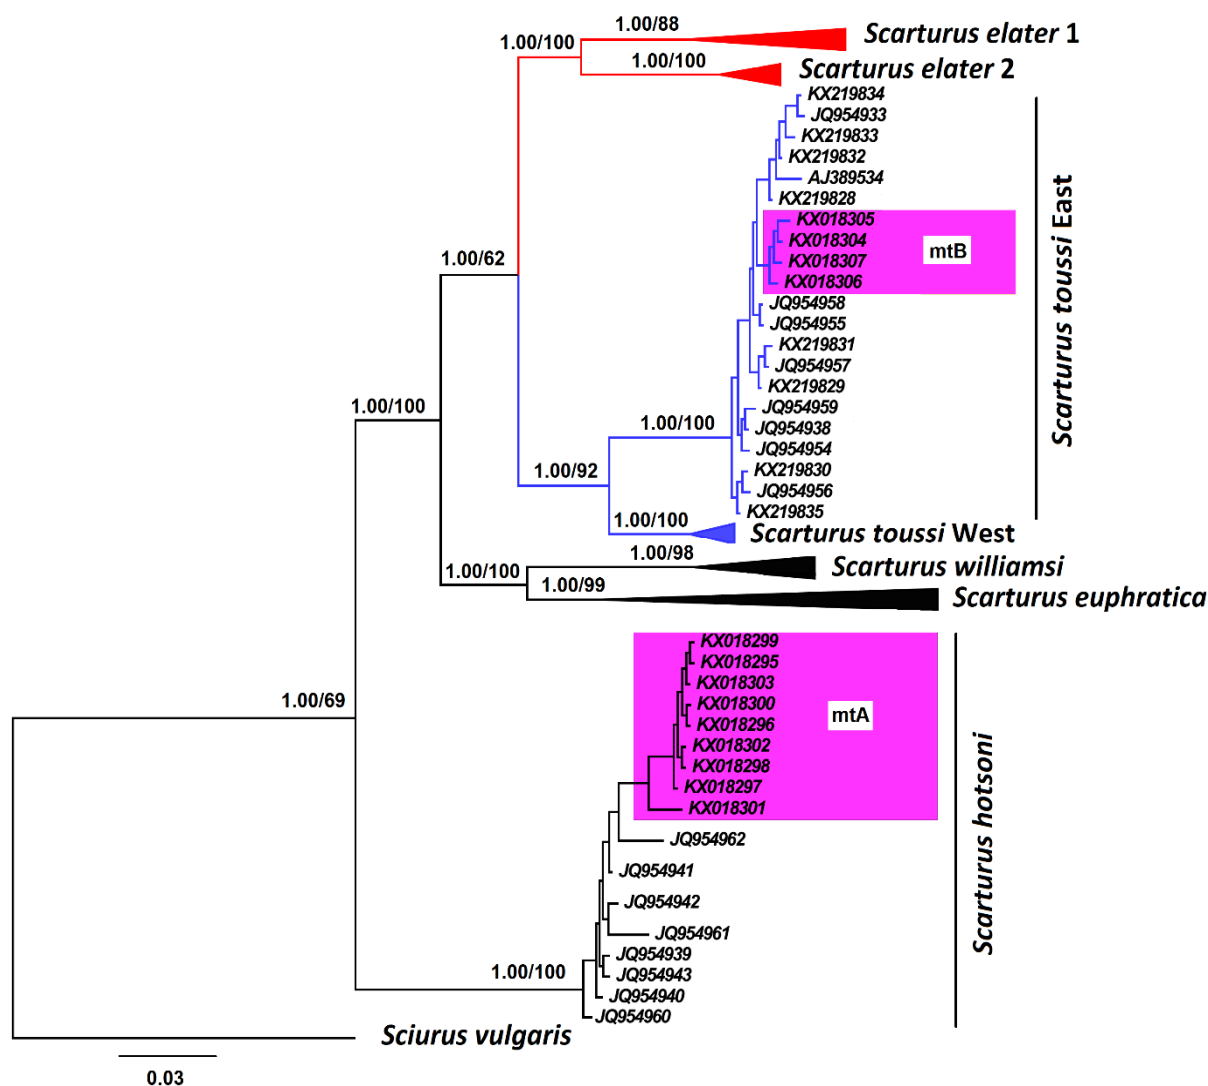 1.00/88
Scarturus elater 1
1.00/100
1.00/100
Scarturus elater 2
KX219834
JQ954933
KX219833
KX219832
AJ389534
KX219828
KX018305
KX018304
KX018307
KX018306
mtB
Scarturus toussi East
1.00/62
JQ954958
JQ954955
KX219831
JQ954957
KX219829
JQ954959
JQ954938
JQ954954
KX219830
JQ954956
KX219835
1.00/100
1.00/100
1.00/92
1.00/100
Scarturus toussi West
1.00/98
Scarturus williamsi
1.00/100
1.00/99
Scarturus euphratica
KX018299
KX018295
KX018303
KX018300
KX018296
KX018302
KX018298
KX018297
KX018301
mtA
1.00/69
JQ954962
JQ954941
JQ954942
JQ954961
JQ954939
JQ954943
JQ954940
JQ954960
1.00/100
Scarturus hotsoni
Sciurus vulgaris
0.03